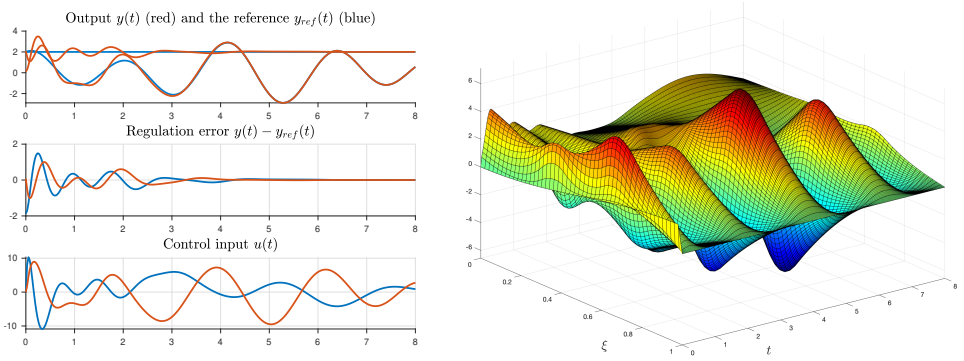 Output y(t) (red) and the reference y_ref(t) (blue)
4
2
0
-2
0 1 2 3 4 5 6 7 8
Regulation error y(t) − y_ref(t)
2
0
-2
0 1 2 3 4 5 6 7 8
Control input u(t)
10
0
-10
0 1 2 3 4 5 6 7 8
6
4
2
0
-2
-4
-6
0
0.2
0.4
0.6
0.8
1
ξ
0 1 2 3 4 5 6 7 8
t